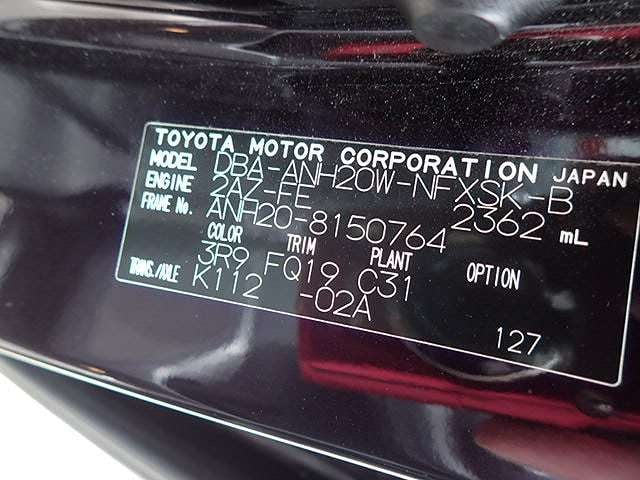 TOYOTA MOTOR CORPORATION JAPAN
MODEL DBA-ANH20W-NFXSK-B
ENGINE 2AZ-FE 2362 mL
FRAME No. ANH20-8150764
COLOR TRIM PLANT OPTION
3R9 FQ19 C31
TRANS./AXLE K112 -02A
127